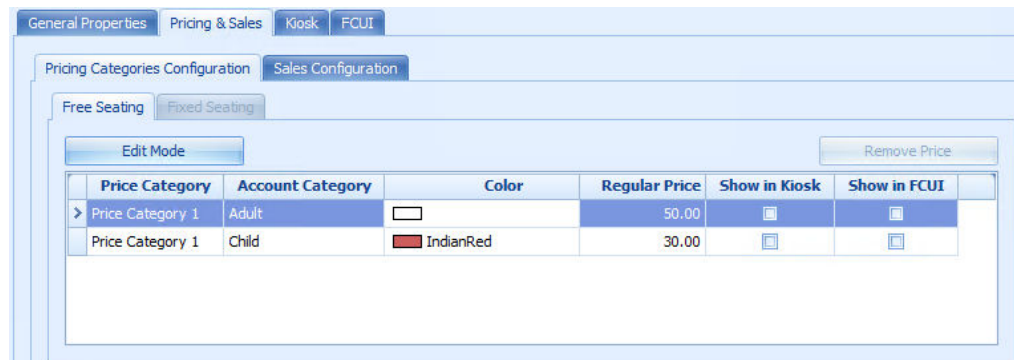 General Properties Pricing & Sales Kiosk FCUI
Pricing Categories Configuration Sales Configuration
Free Seating Fixed Seating
Edit Mode Remove Price
Price Category Account Category Color Regular Price Show in Kiosk Show in FCUI
Price Category 1 Adult 50.00
Price Category 1 Child IndianRed 30.00